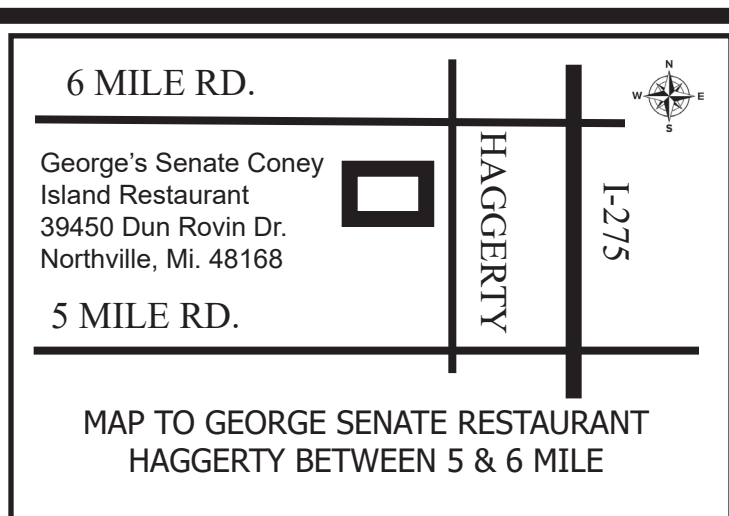 6 MILE RD.
N
W
E
S
George's Senate Coney
Island Restaurant
39450 Dun Rovin Dr.
Northville, Mi. 48168
HAGGERTY
I-275
5 MILE RD.
MAP TO GEORGE SENATE RESTAURANT
HAGGERTY BETWEEN 5 & 6 MILE